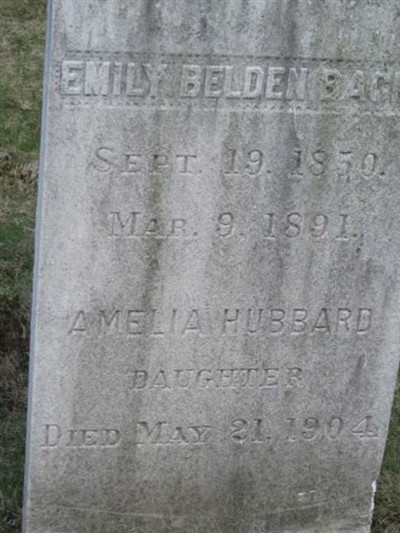 EMILY BELDEN
SEPT. 19. 1850.
MAR. 9. 1891.
AMELIA HUBBARD
DAUGHTER
DIED MAY 21, 1904.